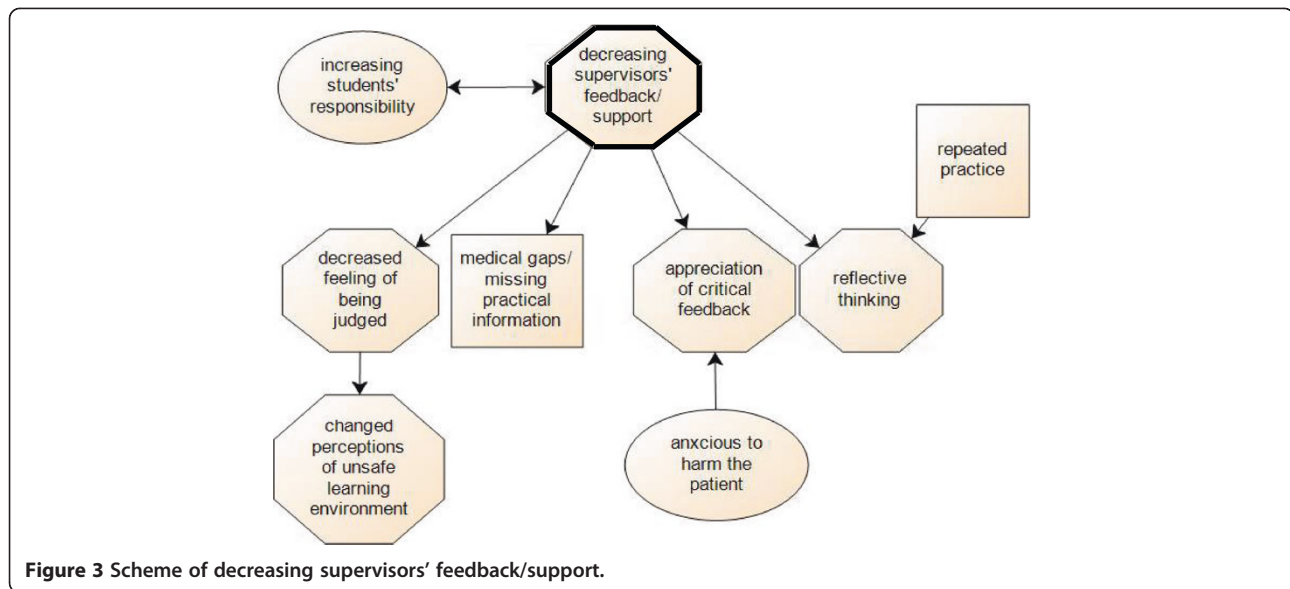 increasing
students'
responsibility
decreasing
supervisors'
feedback/
support
repeated
practice
decreased
feeling of
being
judged
medical gaps/
missing
practical
information
appreciation
of critical
feedback
reflective
thinking
changed
perceptions
of unsafe
learning
environment
anxcious to
harm the
patient
Figure 3 Scheme of decreasing supervisors’ feedback/support.